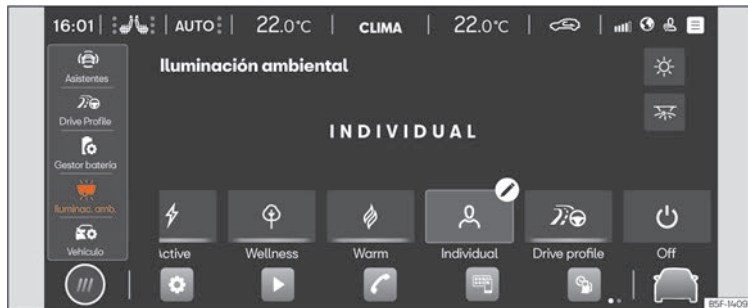 16:01 AUTO 22.0°C CLIMA 22.0°C
Asistentes
Drive Profile
Gestor batería
Iluminac. amb.
Vehículo
Iluminación ambiental
INDIVIDUAL
Active Wellness Warm Individual Drive profile Off
B5F-1409